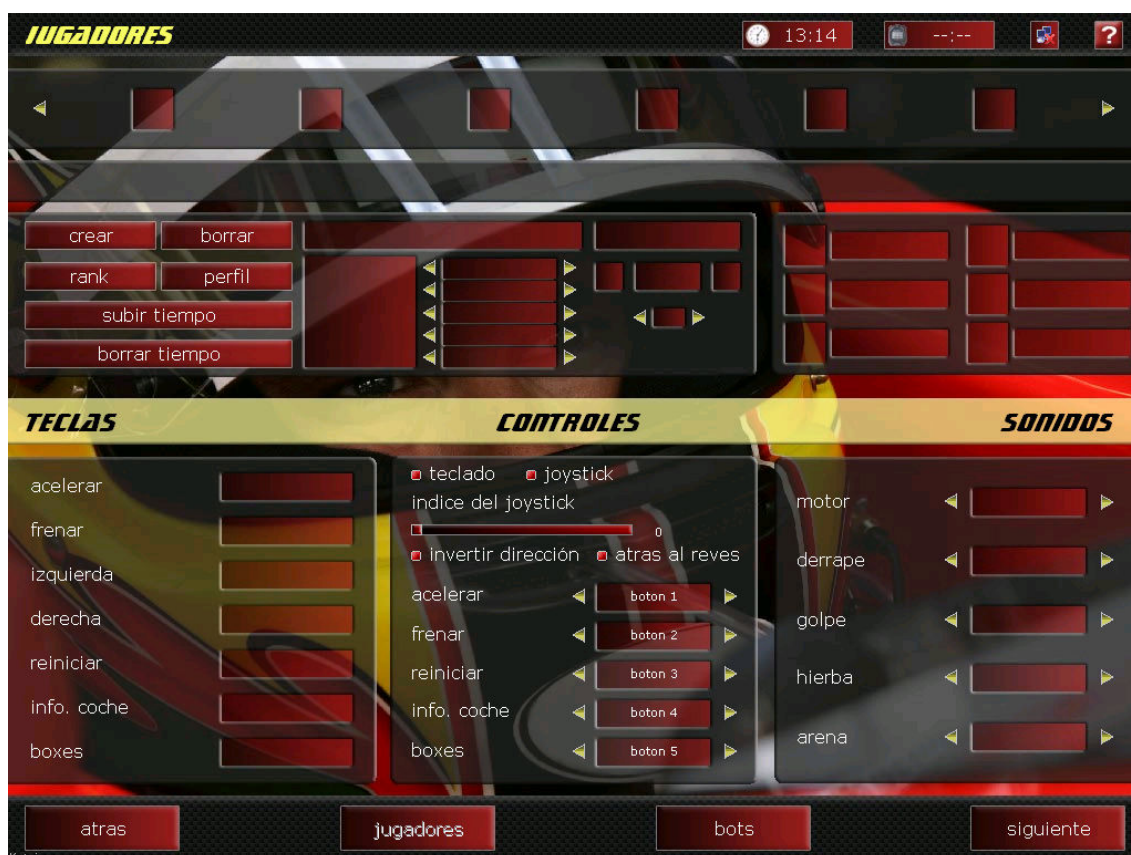 JUGADORES
13:14
--:--
?
crear borrar
rank perfil
subir tiempo
borrar tiempo
TECLAS CONTROLES SONIDOS
acelerar
frenar
izquierda
derecha
reiniciar
info. coche
boxes
teclado joystick
indice del joystick
0
invertir dirección atras al reves
acelerar boton 1
frenar boton 2
reiniciar boton 3
info. coche boton 4
boxes boton 5
motor
derrape
golpe
hierba
arena
atras jugadores bots siguiente